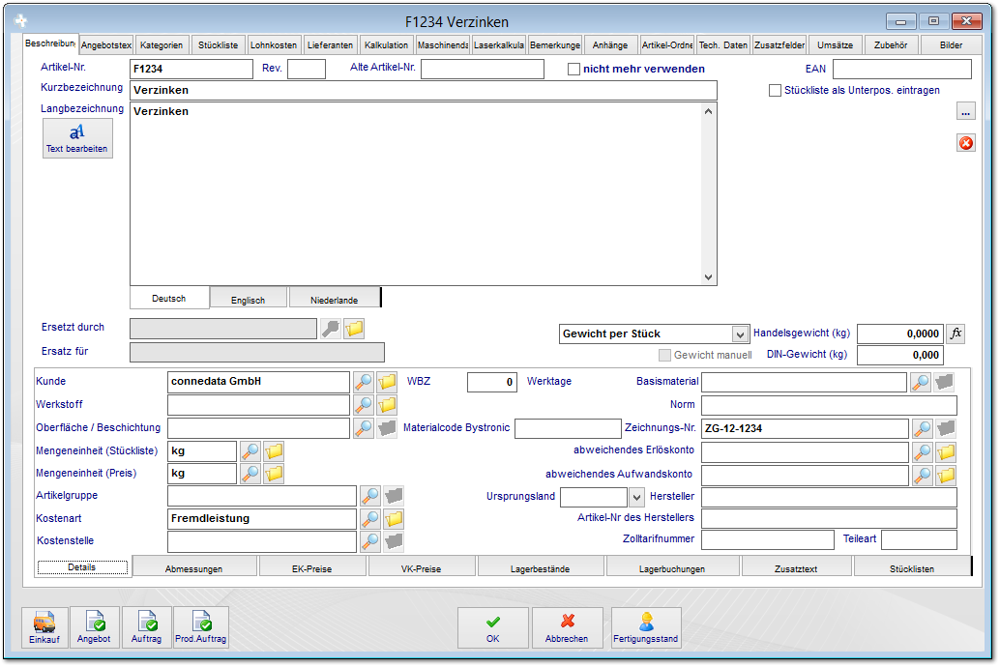 F1234 Verzinken
Beschreibung Angebotstex Kategorien Stückliste Lohnkosten Lieferanten Kalkulation Maschinenda Laserkalkula Bemerkunge Anhänge Artikel-Ordne Tech. Daten Zusatzfelder Umsätze Zubehör Bilder
Artikel-Nr. F1234 Rev. Alte Artikel-Nr. nicht mehr verwenden EAN
Kurzbezeichnung Verzinken Stückliste als Unterpos. eintragen
Langbezeichnung Verzinken
...
aA
Text bearbeiten
Deutsch Englisch Niederlande
Ersetzt durch Gewicht per Stück Handelsgewicht (kg) 0,0000 fx
Ersatz für Gewicht manuell DIN-Gewicht (kg) 0,000
Kunde connedata GmbH WBZ 0 Werktage Basismaterial
Werkstoff Norm
Oberfläche / Beschichtung Materialcode Bystronic Zeichnungs-Nr. ZG-12-1234
Mengeneinheit (Stückliste) kg abweichendes Erlöskonto
Mengeneinheit (Preis) kg abweichendes Aufwandskonto
Artikelgruppe Ursprungsland Hersteller
Kostenart Fremdleistung Artikel-Nr des Herstellers
Kostenstelle Zolltarifnummer Teileart
Details Abmessungen EK-Preise VK-Preise Lagerbestände Lagerbuchungen Zusatztext Stücklisten
Einkauf Angebot Auftrag Prod.Auftrag OK Abbrechen Fertigungsstand